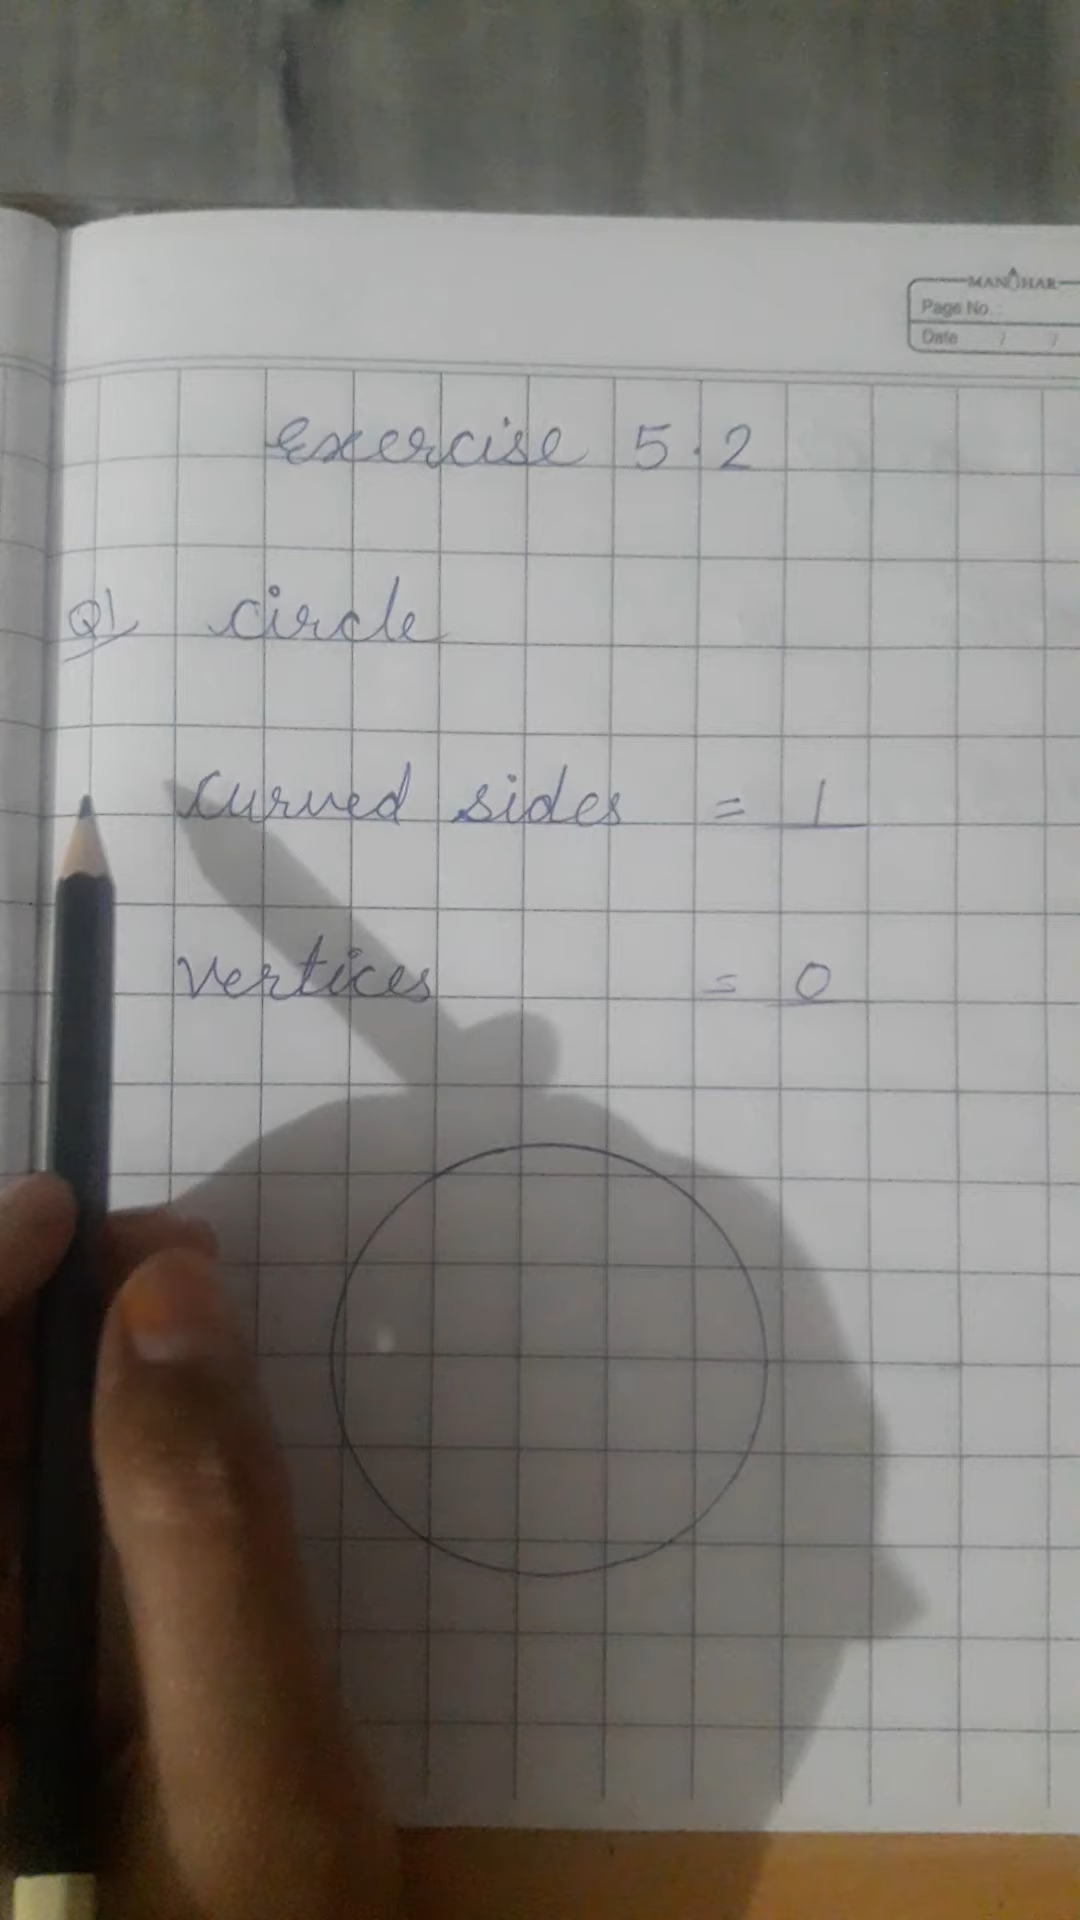 MANOHAR
Page No. :
Date / /
Exercise 5.2
Q1 circle
curved sides = 1
vertices = 0